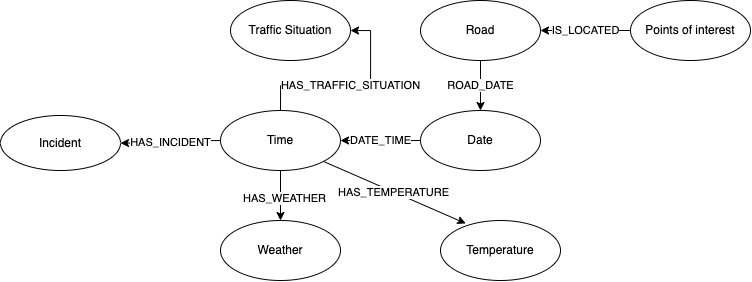 Traffic Situation
Road
IS_LOCATED
Points of interest
HAS_TRAFFIC_SITUATION
ROAD_DATE
Incident
HAS_INCIDENT
Time
DATE_TIME
Date
HAS_WEATHER
HAS_TEMPERATURE
Weather
Temperature